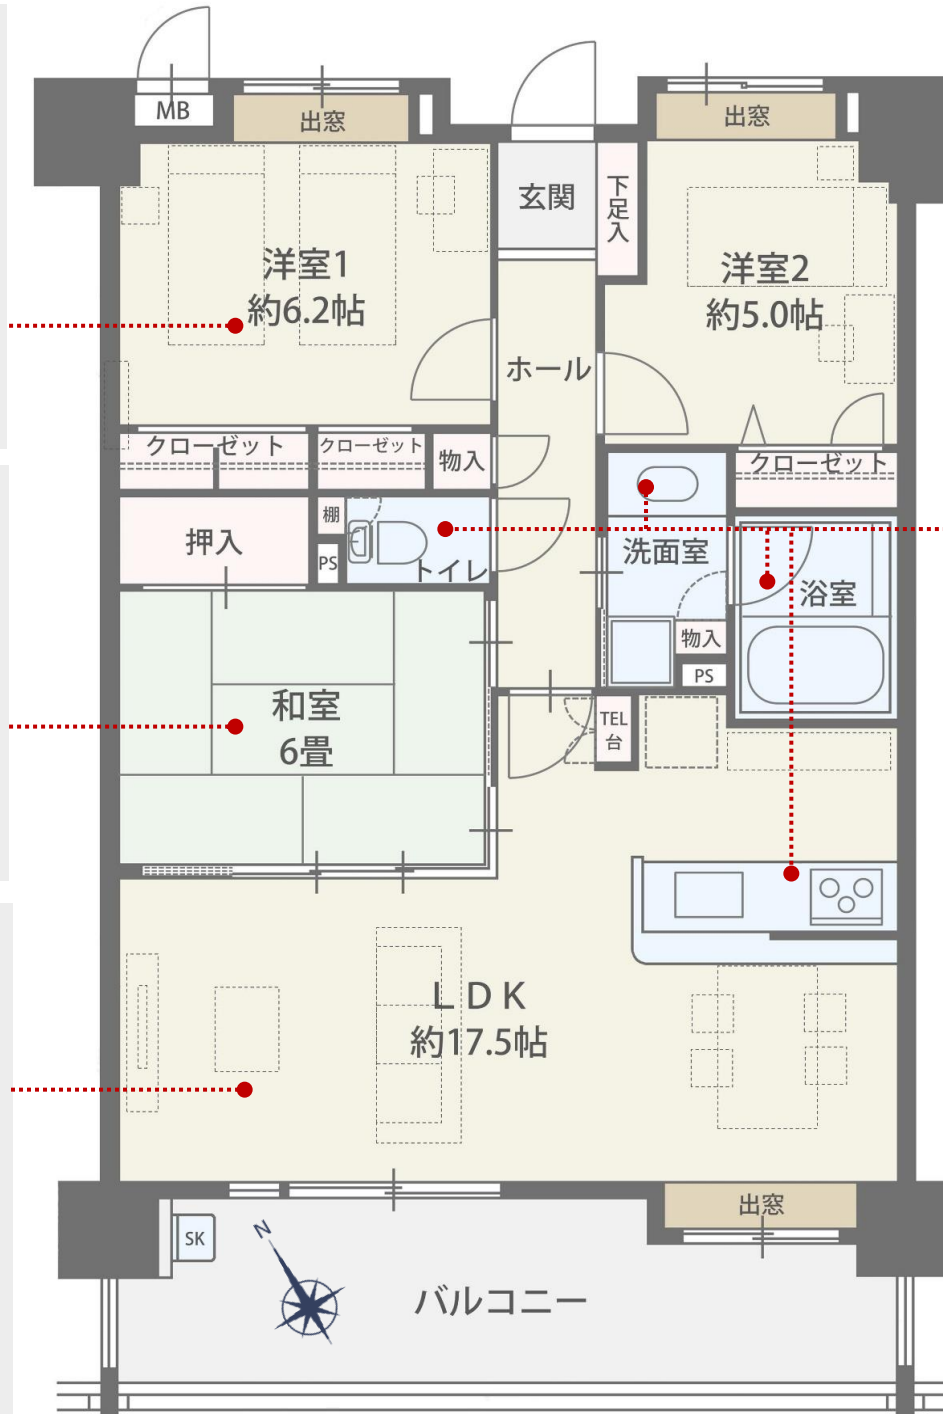 MB
出窓
出窓
玄関
下足入
洋室1
約6.2帖
洋室2
約5.0帖
ホール
クローゼット
クローゼット
物入
クローゼット
押入
棚
PS
トイレ
洗面室
浴室
物入
PS
和室
6畳
TEL
台
LDK
約17.5帖
出窓
SK
N
バルコニー